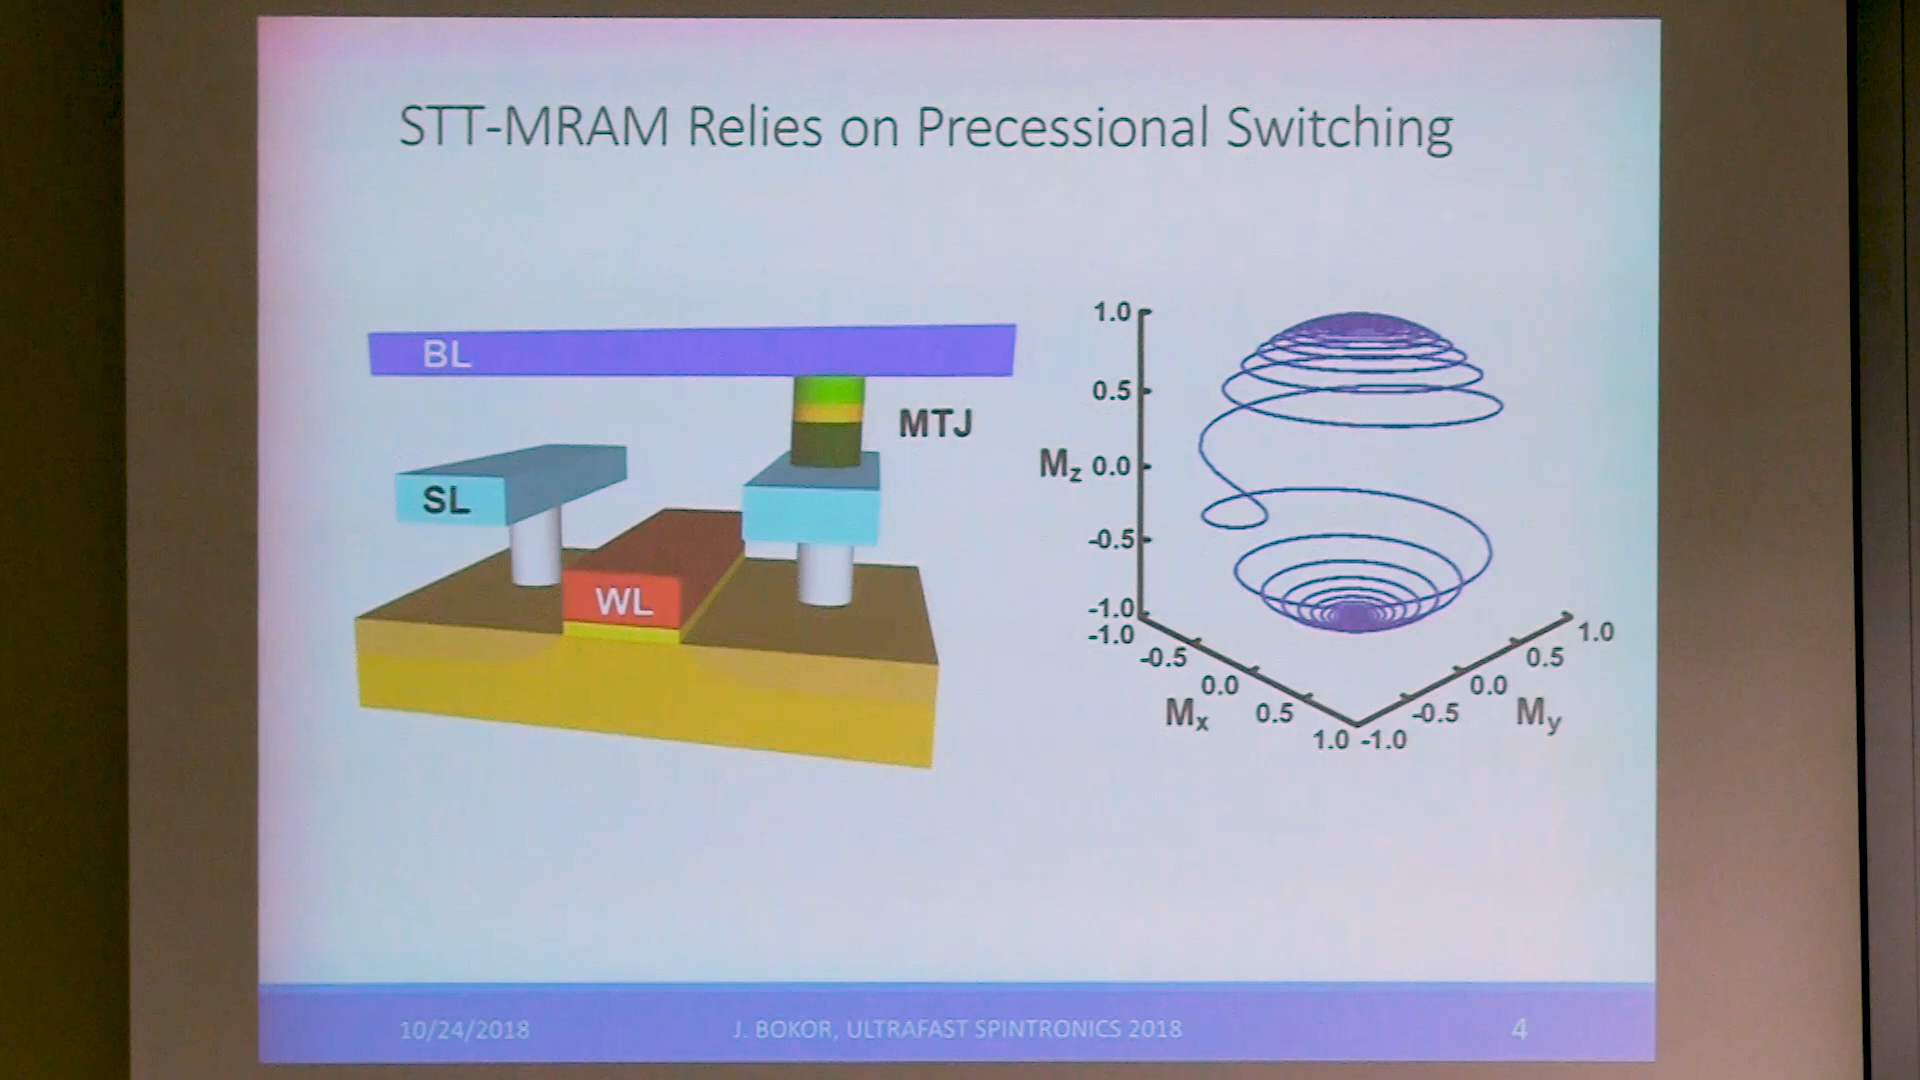 STT-MRAM Relies on Precessional Switching
BL
MTJ
SL
WL
1.0
0.5
Mz 0.0
-0.5
-1.0
-1.0
-0.5
0.0
0.5
1.0
Mx
-1.0
-0.5
0.0
0.5
1.0
My
10/24/2018
J. BOKOR, ULTRAFAST SPINTRONICS 2018
4